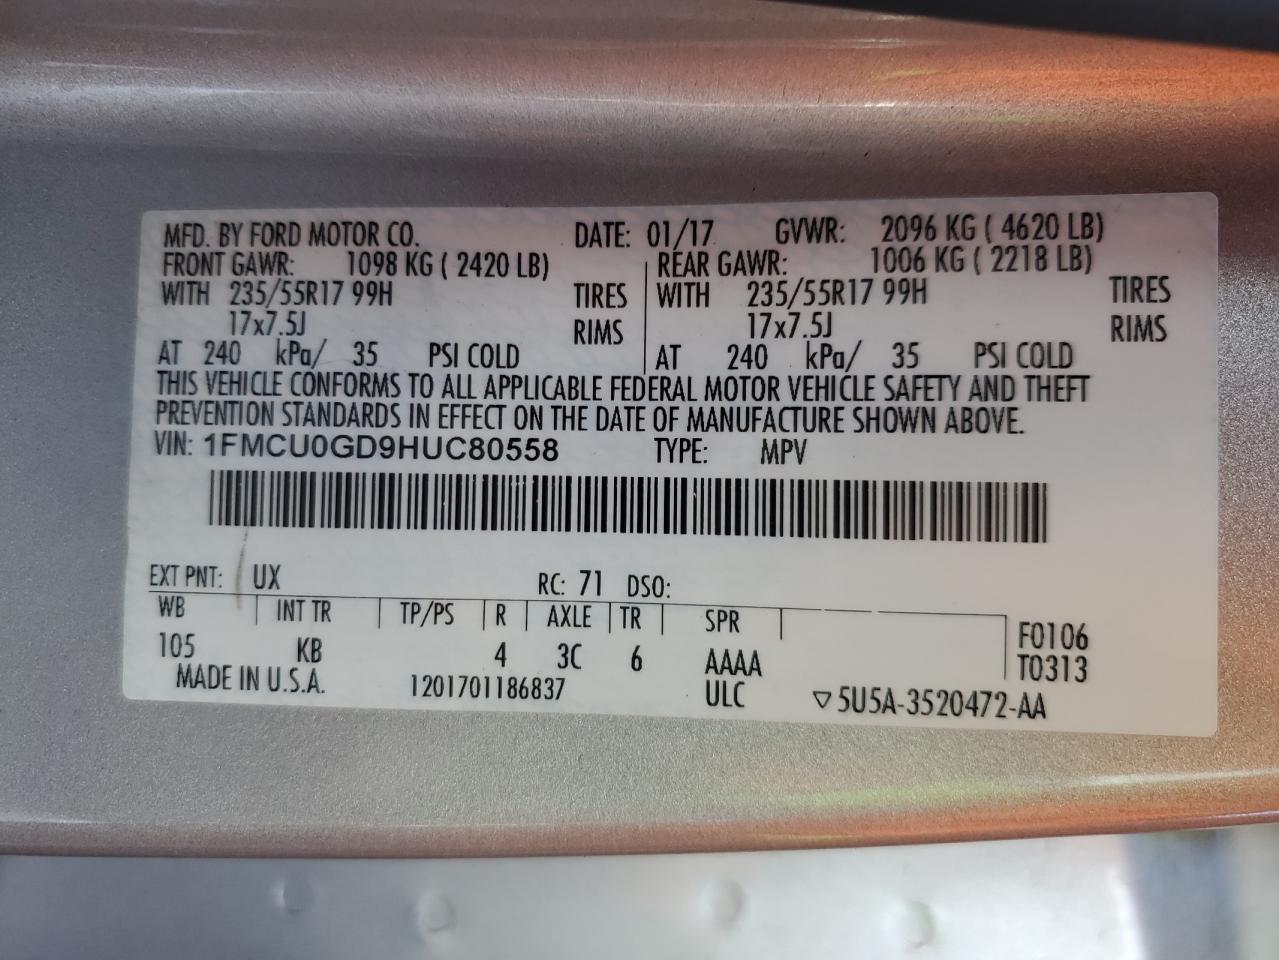 MFD. BY FORD MOTOR CO. DATE: 01/17 GVWR: 2096 KG ( 4620 LB)
FRONT GAWR: 1098 KG ( 2420 LB) REAR GAWR: 1006 KG ( 2218 LB)
WITH 235/55R17 99H TIRES WITH 235/55R17 99H TIRES
17x7.5J RIMS 17x7.5J RIMS
AT 240 kPa/ 35 PSI COLD AT 240 kPa/ 35 PSI COLD
THIS VEHICLE CONFORMS TO ALL APPLICABLE FEDERAL MOTOR VEHICLE SAFETY AND THEFT
PREVENTION STANDARDS IN EFFECT ON THE DATE OF MANUFACTURE SHOWN ABOVE.
VIN: 1FMCU0GD9HUC80558 TYPE: MPV
EXT PNT: UX RC: 71 DSO:
WB INT TR TP/PS R AXLE TR SPR F0106
105 KB 4 3C 6 AAAA T0313
MADE IN U.S.A. 1201701186837 ULC ▽5U5A-3520472-AA